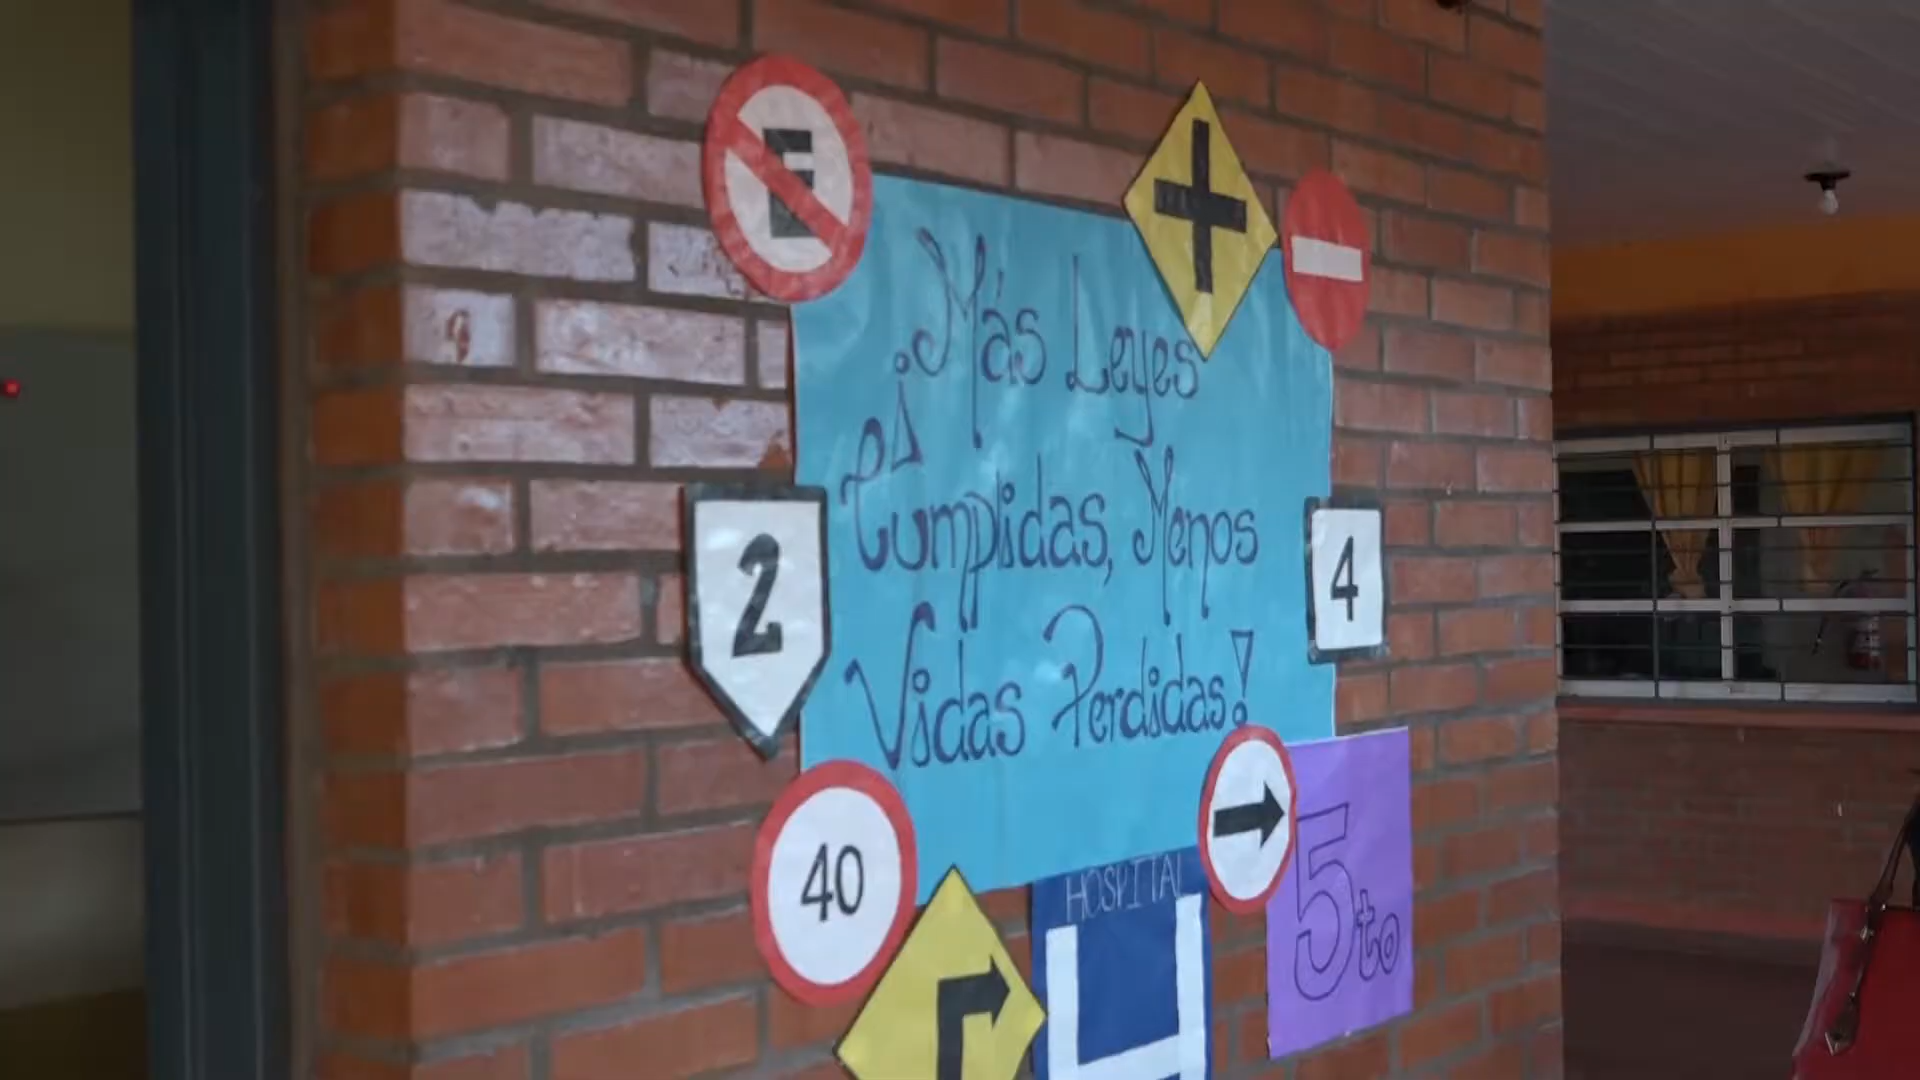 E
¡Más Leyes
Cumplidas, Menos
Vidas Perdidas!
2
4
40
HOSPITAL
H
5to.